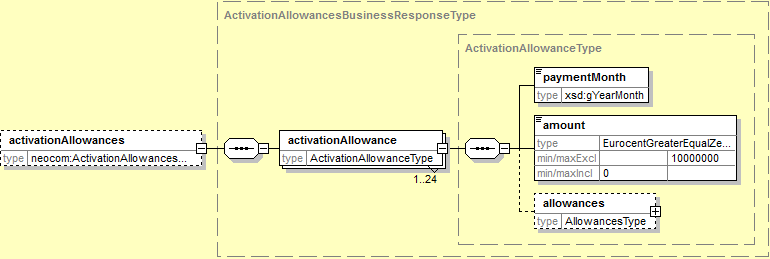 ActivationAllowancesBusinessResponseType
ActivationAllowanceType
paymentMonth
type xsd:gYearMonth
activationAllowances
type neocom:ActivationAllowances...
activationAllowance
type ActivationAllowanceType
1..24
amount
type EurocentGreaterEqualZe...
min/maxExcl 10000000
min/maxIncl 0
allowances
type AllowancesType